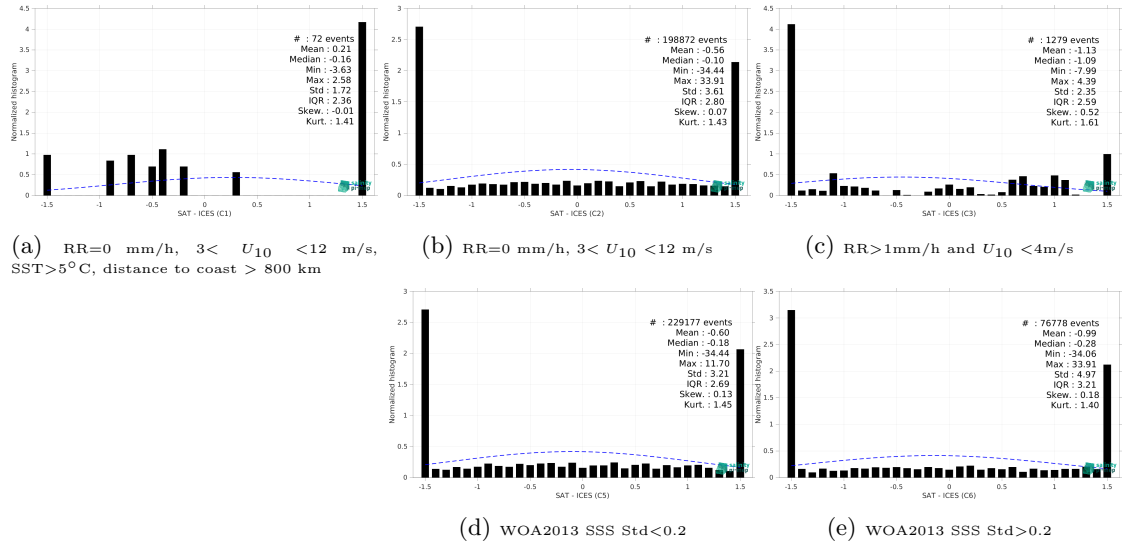 4.5
4
3.5
3
2.5
2
1.5
1
0.5
0
Normalized histogram
# : 72 events
Mean : 0.21
Median : -0.16
Min : -3.63
Max : 2.58
Std : 1.72
IQR : 2.36
Skew. : -0.01
Kurt. : 1.41
-1.5 -1 -0.5 0 0.5 1 1.5
SAT - ICES (C1)
(a) RR=0 mm/h, 3< U10 <12 m/s,
SST>5°C, distance to coast > 800 km
3
2.5
2
1.5
1
0.5
0
Normalized histogram
# : 198872 events
Mean : -0.56
Median : -0.10
Min : -34.44
Max : 33.91
Std : 3.61
IQR : 2.80
Skew. : 0.07
Kurt. : 1.43
-1.5 -1 -0.5 0 0.5 1 1.5
SAT - ICES (C2)
(b) RR=0 mm/h, 3< U10 <12 m/s
4.5
4
3.5
3
2.5
2
1.5
1
0.5
0
Normalized histogram
# : 1279 events
Mean : -1.13
Median : -1.09
Min : -7.99
Max : 4.39
Std : 2.35
IQR : 2.59
Skew. : 0.52
Kurt. : 1.61
-1.5 -1 -0.5 0 0.5 1 1.5
SAT - ICES (C3)
(c) RR>1mm/h and U10 <4m/s
3
2.5
2
1.5
1
0.5
0
Normalized histogram
# : 229177 events
Mean : -0.60
Median : -0.18
Min : -34.44
Max : 11.70
Std : 3.21
IQR : 2.69
Skew. : 0.13
Kurt. : 1.45
-1.5 -1 -0.5 0 0.5 1 1.5
SAT - ICES (C5)
(d) WOA2013 SSS Std<0.2
3.5
3
2.5
2
1.5
1
0.5
0
Normalized histogram
# : 76778 events
Mean : -0.99
Median : -0.28
Min : -34.06
Max : 33.91
Std : 4.97
IQR : 3.21
Skew. : 0.18
Kurt. : 1.40
-1.5 -1 -0.5 0 0.5 1 1.5
SAT - ICES (C6)
(e) WOA2013 SSS Std>0.2